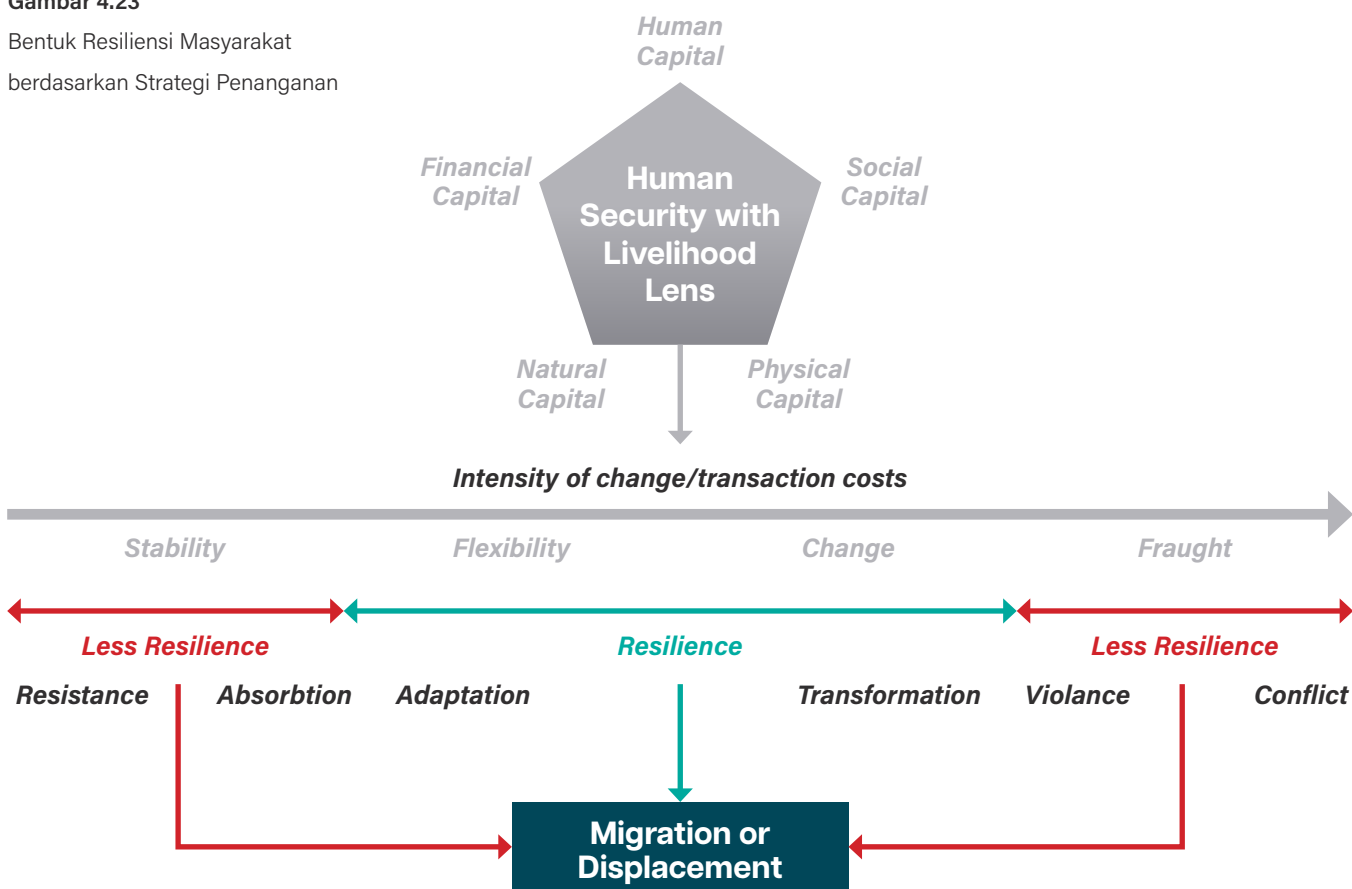 Gambar 4.23
Bentuk Resiliensi Masyarakat
berdasarkan Strategi Penanganan
Human
Capital
Financial
Capital
Human
Security with
Livelihood
Lens
Social
Capital
Natural
Capital
Physical
Capital
Intensity of change/transaction costs
Stability
Flexibility
Change
Fraught
Less Resilience
Resilience
Less Resilience
Resistance
Absorbtion
Adaptation
Transformation
Violance
Conflict
Migration or
Displacement